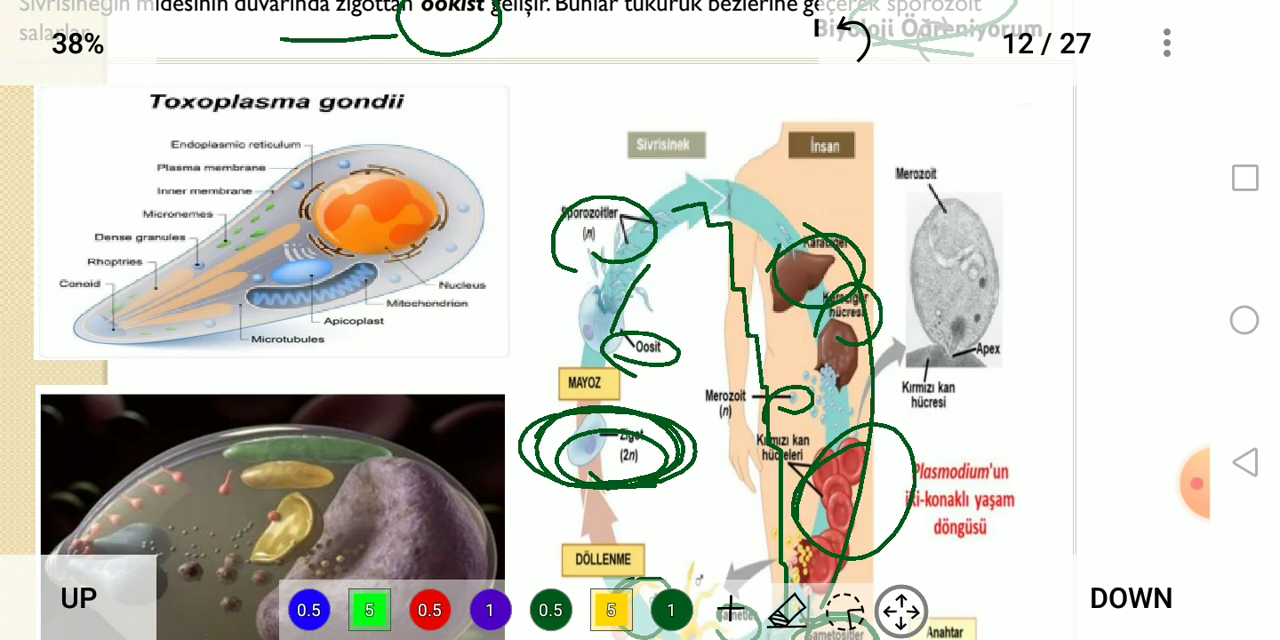 Sivrisineğin midesinin duvarında zigottan ookist gelişir. Bunlar tükürük bezlerine geçerek sporozoit
salarlar.
Biyoloji Öğreniyorum
38%
12 / 27
Toxoplasma gondii
Endoplasmic reticulum
Plasma membrane
Inner membrane
Micronemes
Dense granules
Rhoptries
Conoid
Nucleus
Mitochondrion
Apicoplast
Microtubules
Sivrisinek
İnsan
Sporozoitler
(n)
Karaciğer
Karaciğer
hücresi
Merozoit
Oosit
Apex
MAYOZ
Merozoit
(n)
Kırmızı kan
hücresi
Zigot
(2n)
Kırmızı kan
hücreleri
Plasmodium'un
iki-konaklı yaşam
döngüsü
DÖLLENME
♂
Gametler
Gametositler
Anahtar
UP
0.5
5
0.5
1
0.5
5
1
DOWN